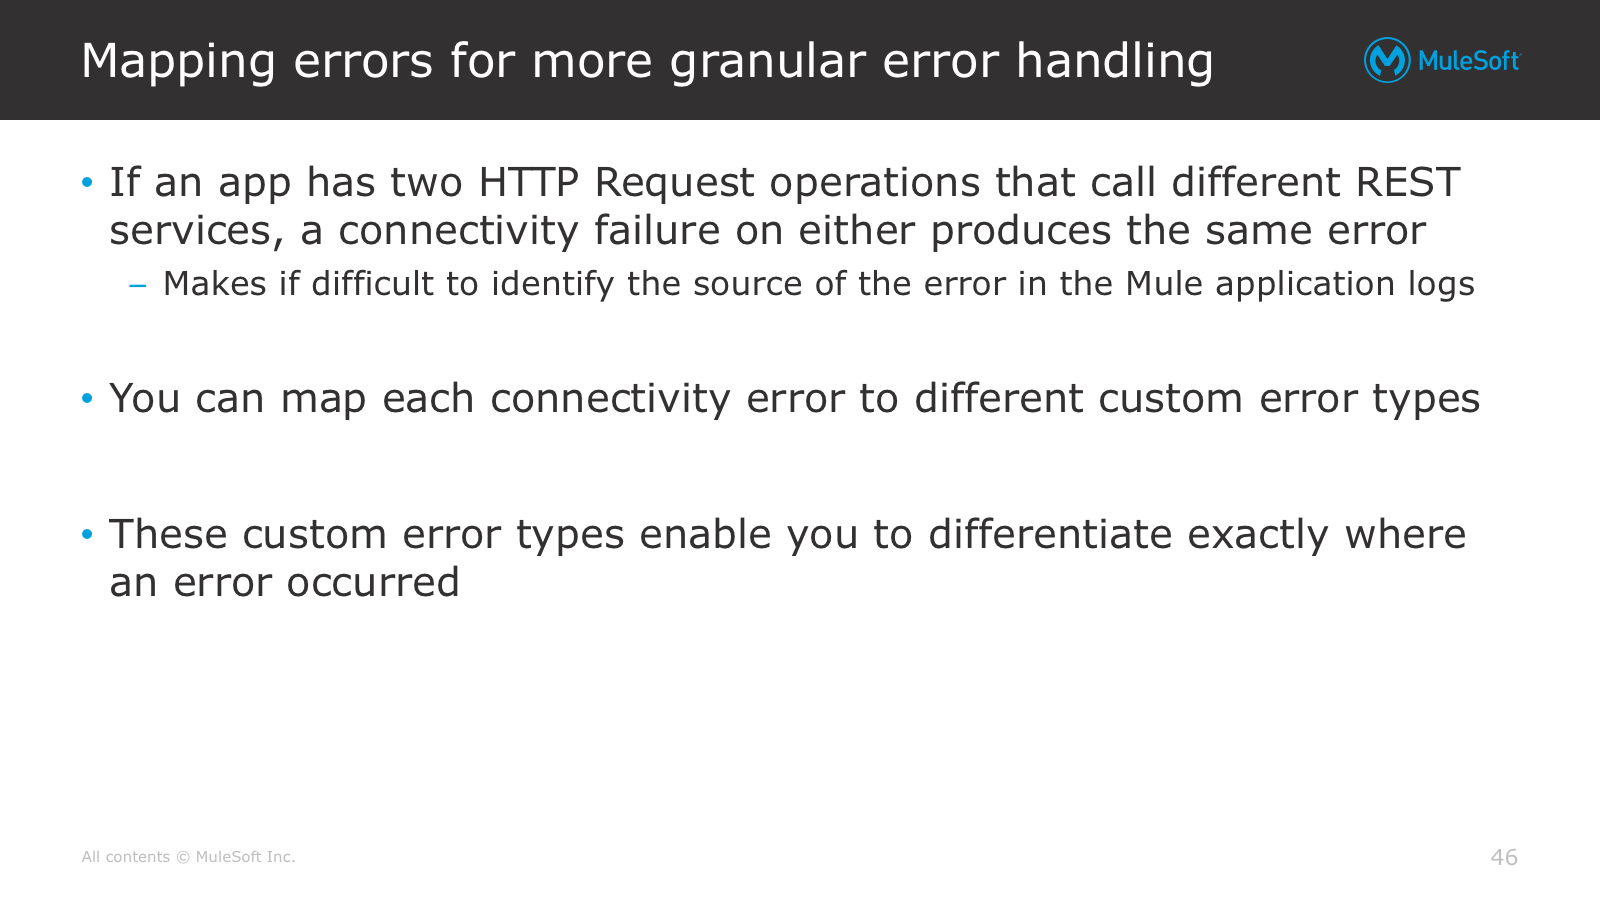 Mapping errors for more granular error handling
MuleSoft
• If an app has two HTTP Request operations that call different REST
services, a connectivity failure on either produces the same error
– Makes if difficult to identify the source of the error in the Mule application logs
• You can map each connectivity error to different custom error types
• These custom error types enable you to differentiate exactly where
an error occurred
All contents © MuleSoft Inc.
46